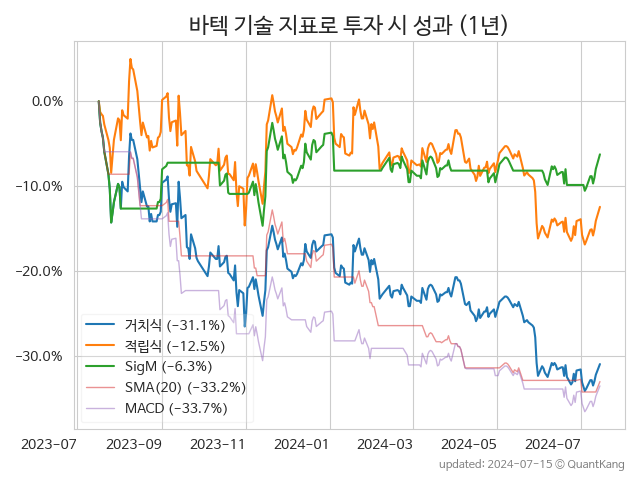 바텍 기술 지표로 투자 시 성과 (1년)
0.0%
−10.0%
−20.0%
−30.0%
거치식 (−31.1%)
적립식 (−12.5%)
SigM (−6.3%)
SMA(20) (−33.2%)
MACD (−33.7%)
2023−07
2023−09
2023−11
2024−01
2024−03
2024−05
2024−07
updated: 2024-07-15 © QuantKang